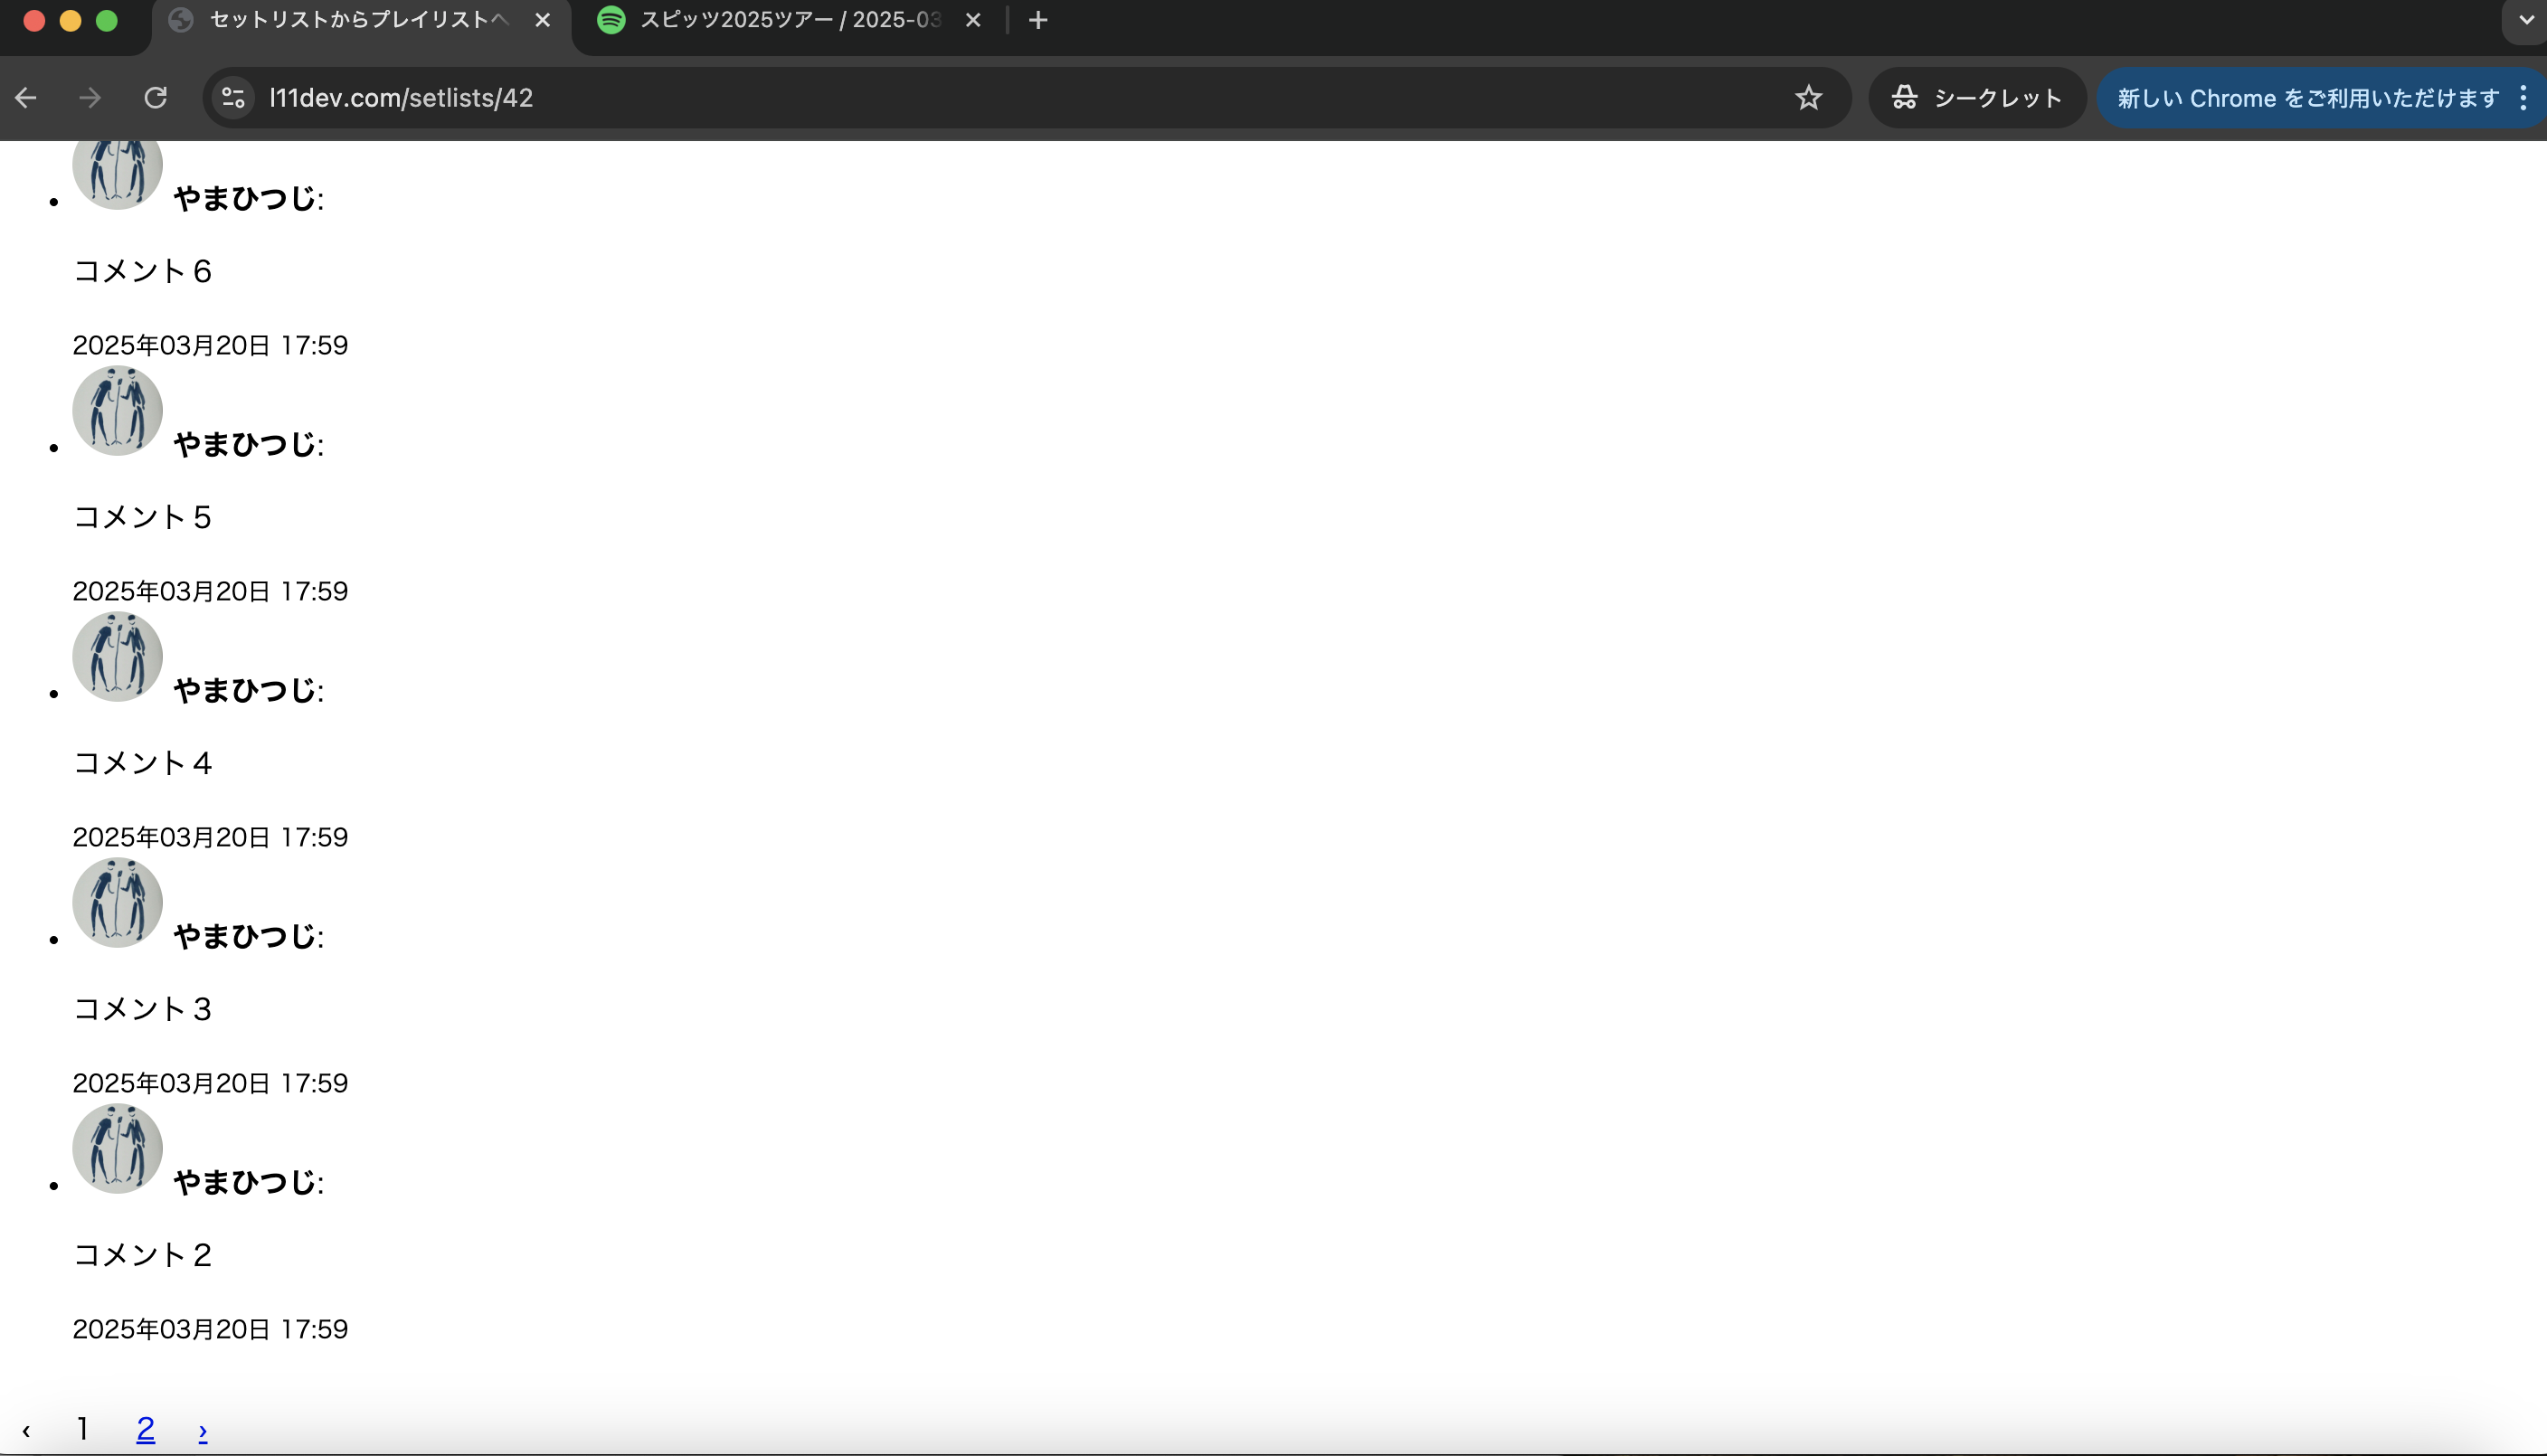 セットリストからプレイリストへ
スピッツ2025ツアー / 2025-03
l11dev.com/setlists/42
シークレット
新しい Chrome をご利用いただけます
やまひつじ:
コメント6
2025年03月20日 17:59
やまひつじ:
コメント5
2025年03月20日 17:59
やまひつじ:
コメント4
2025年03月20日 17:59
やまひつじ:
コメント3
2025年03月20日 17:59
やまひつじ:
コメント2
2025年03月20日 17:59
‹ 1 2 ›